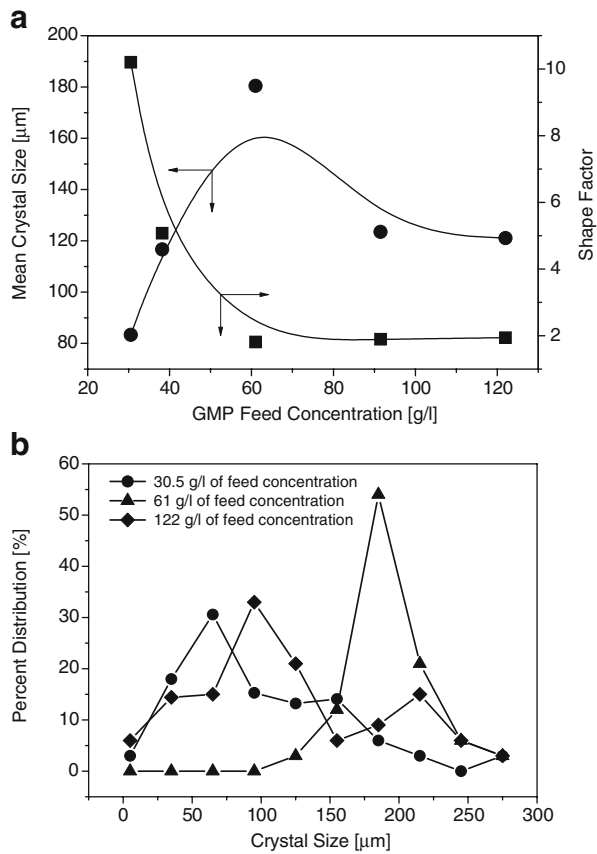 a
200
180
160
140
120
100
80
Mean Crystal Size [μm]
10
8
6
4
2
Shape Factor
20 40 60 80 100 120
GMP Feed Concentration [g/l]
b
60
50
40
30
20
10
0
Percent Distribution [%]
30.5 g/l of feed concentration
61 g/l of feed concentration
122 g/l of feed concentration
0 50 100 150 200 250 300
Crystal Size [μm]